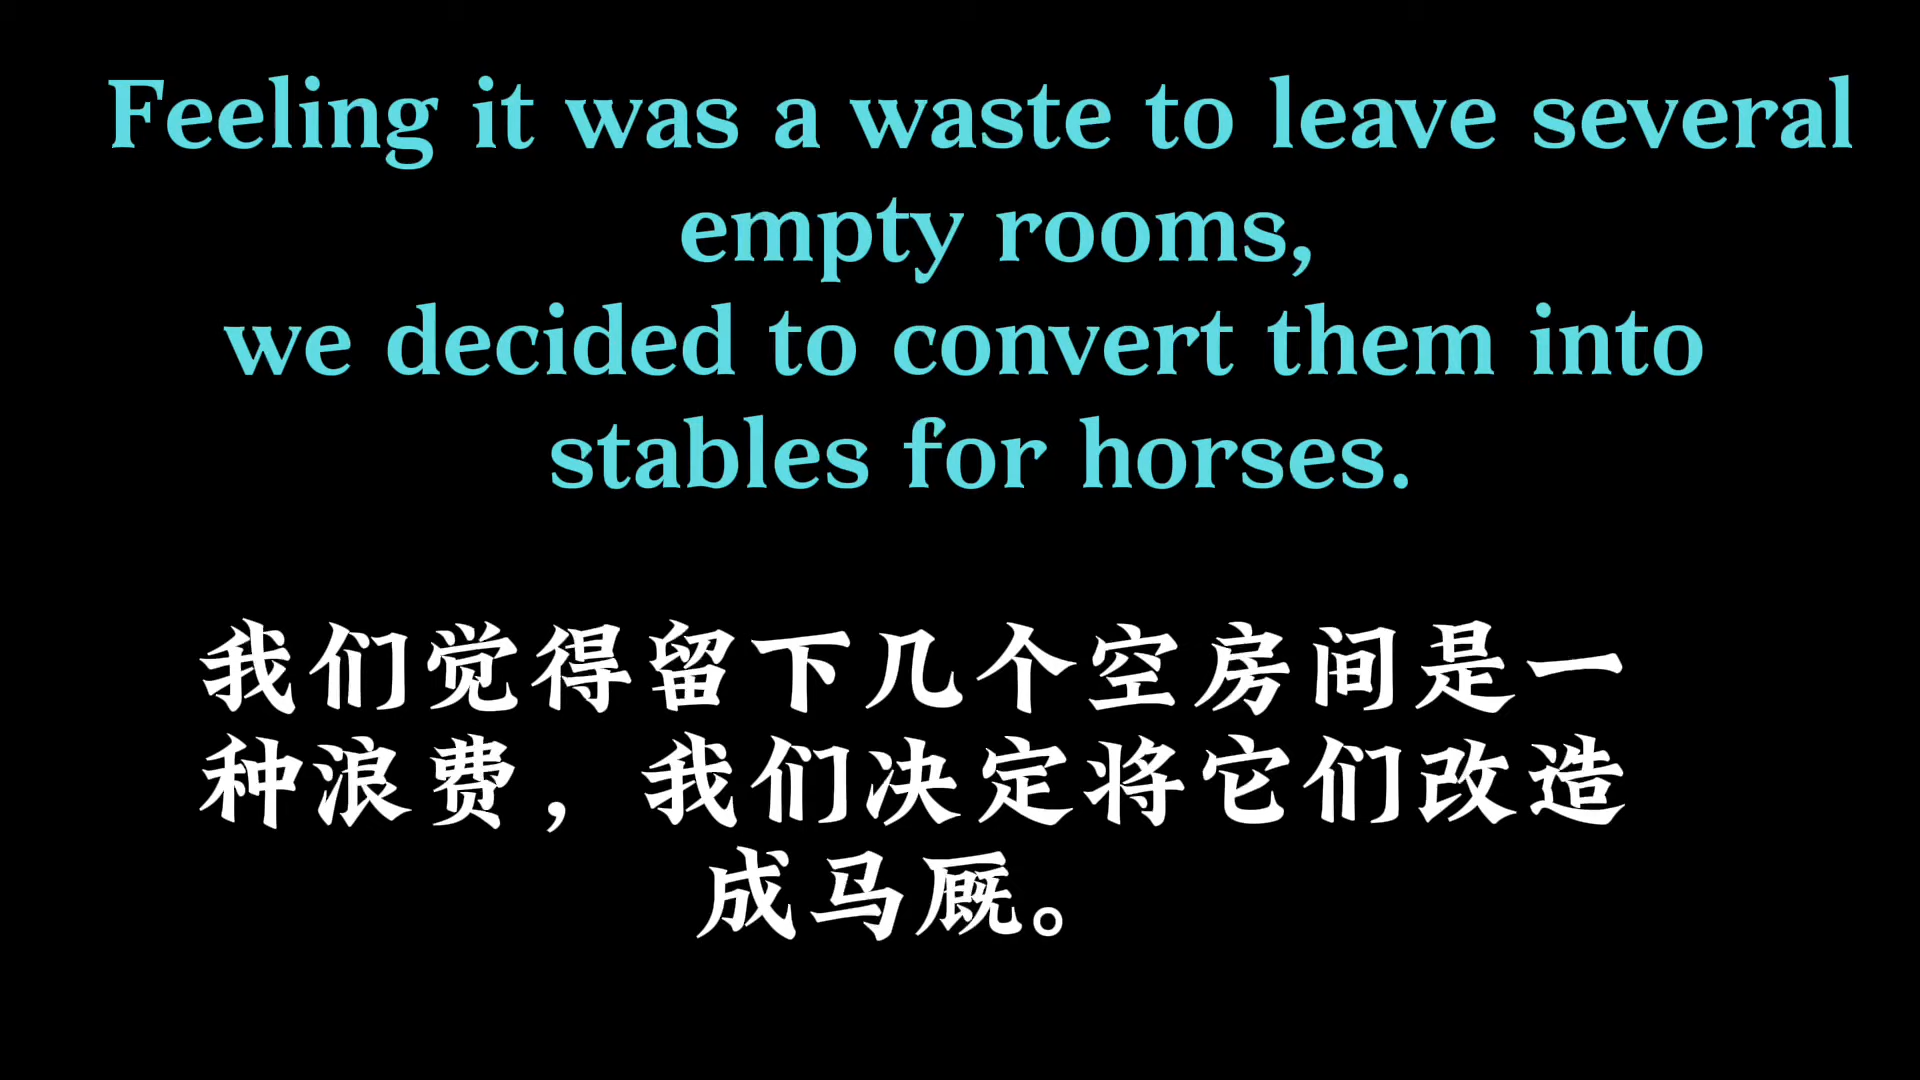 Feeling it was a waste to leave several
empty rooms,
we decided to convert them into
stables for horses.
我们觉得留下几个空房间是一
种浪费，我们决定将它们改造
成马厩。